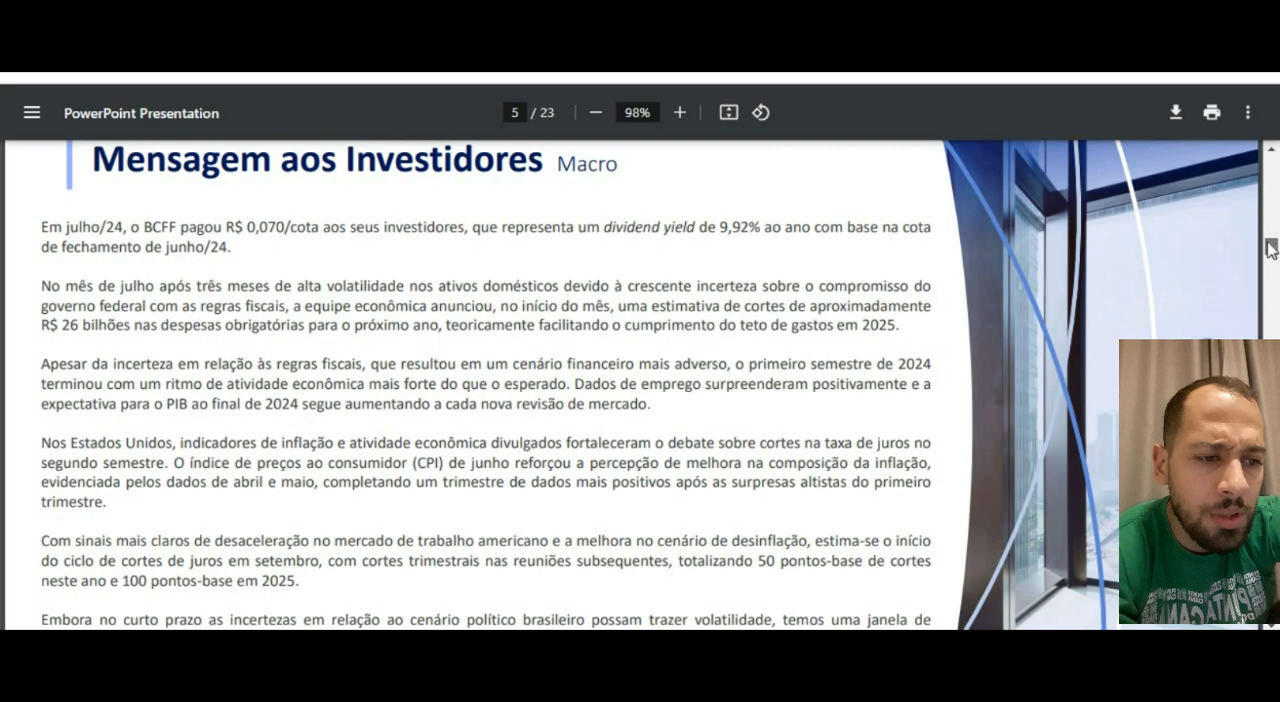 PowerPoint Presentation
5 / 23
98%
Mensagem aos Investidores Macro
Em julho/24, o BCFF pagou R$ 0,070/cota aos seus investidores, que representa um dividend yield de 9,92% ao ano com base na cota
de fechamento de junho/24.
No mês de julho após três meses de alta volatilidade nos ativos domésticos devido à crescente incerteza sobre o compromisso do
governo federal com as regras fiscais, a equipe econômica anunciou, no início do mês, uma estimativa de cortes de aproximadamente
R$ 26 bilhões nas despesas obrigatórias para o próximo ano, teoricamente facilitando o cumprimento do teto de gastos em 2025.
Apesar da incerteza em relação às regras fiscais, que resultou em um cenário financeiro mais adverso, o primeiro semestre de 2024
terminou com um ritmo de atividade econômica mais forte do que o esperado. Dados de emprego surpreenderam positivamente e a
expectativa para o PIB ao final de 2024 segue aumentando a cada nova revisão de mercado.
Nos Estados Unidos, indicadores de inflação e atividade econômica divulgados fortaleceram o debate sobre cortes na taxa de juros no
segundo semestre. O índice de preços ao consumidor (CPI) de junho reforçou a percepção de melhora na composição da inflação,
evidenciada pelos dados de abril e maio, completando um trimestre de dados mais positivos após as surpresas altistas do primeiro
trimestre.
Com sinais mais claros de desaceleração no mercado de trabalho americano e a melhora no cenário de desinflação, estima-se o início
do ciclo de cortes de juros em setembro, com cortes trimestrais nas reuniões subsequentes, totalizando 50 pontos-base de cortes
neste ano e 100 pontos-base em 2025.
Embora no curto prazo as incertezas em relação ao cenário político brasileiro possam trazer volatilidade, temos uma janela de